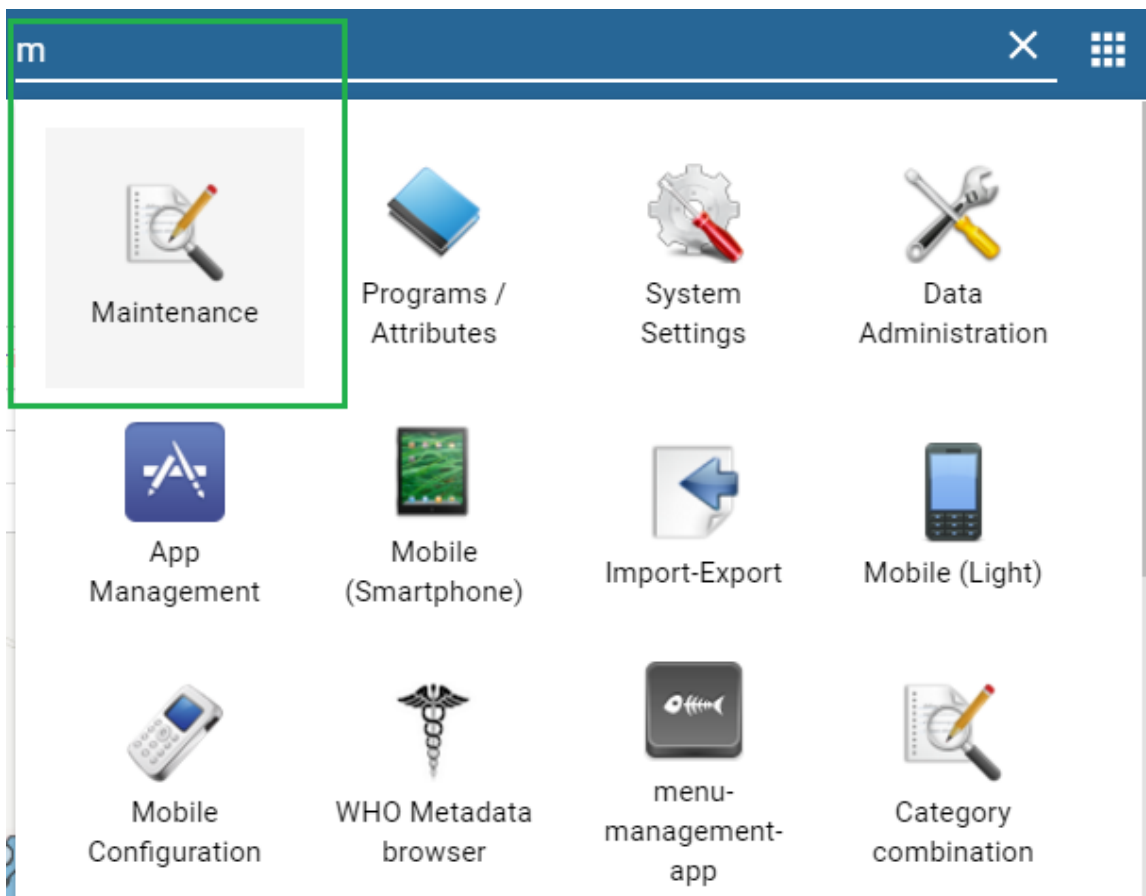 m
Maintenance
Programs /
Attributes
System
Settings
Data
Administration
App
Management
Mobile
(Smartphone)
Import-Export
Mobile (Light)
Mobile
Configuration
WHO Metadata
browser
menu-
management-
app
Category
combination